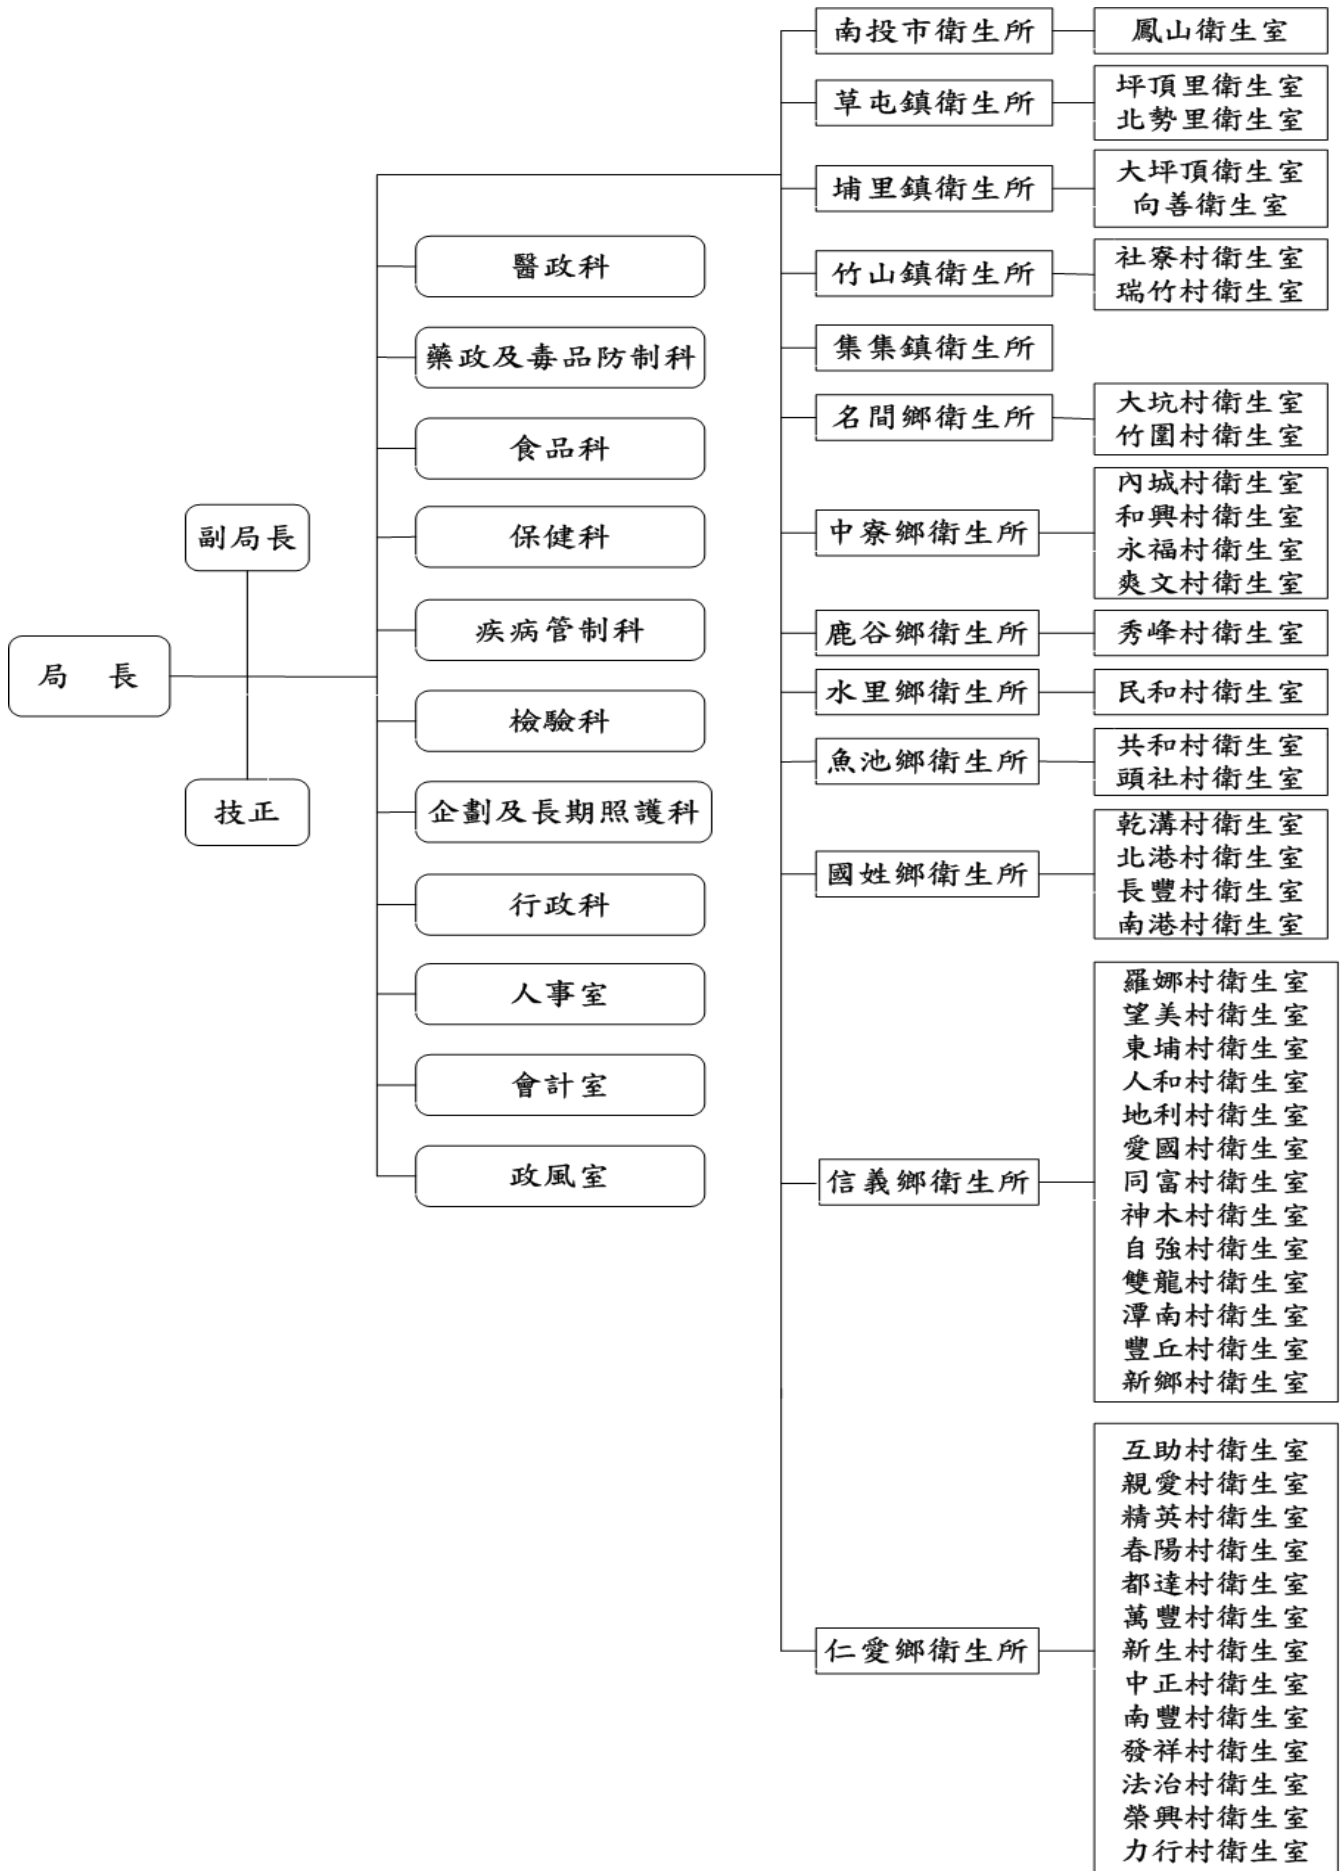 局 長
副局長
技正
醫政科
藥政及毒品防制科
食品科
保健科
疾病管制科
檢驗科
企劃及長期照護科
行政科
人事室
會計室
政風室
南投市衛生所
鳳山衛生室
草屯鎮衛生所
坪頂里衛生室
北勢里衛生室
埔里鎮衛生所
大坪頂衛生室
向善衛生室
竹山鎮衛生所
社寮村衛生室
瑞竹村衛生室
集集鎮衛生所
名間鄉衛生所
大坑村衛生室
竹圍村衛生室
中寮鄉衛生所
內城村衛生室
和興村衛生室
永福村衛生室
爽文村衛生室
鹿谷鄉衛生所
秀峰村衛生室
水里鄉衛生所
民和村衛生室
魚池鄉衛生所
共和村衛生室
頭社村衛生室
國姓鄉衛生所
乾溝村衛生室
北港村衛生室
長豐村衛生室
南港村衛生室
信義鄉衛生所
羅娜村衛生室
望美村衛生室
東埔村衛生室
人和村衛生室
地利村衛生室
愛國村衛生室
同富村衛生室
神木村衛生室
自強村衛生室
雙龍村衛生室
潭南村衛生室
豐丘村衛生室
新鄉村衛生室
仁愛鄉衛生所
互助村衛生室
親愛村衛生室
精英村衛生室
春陽村衛生室
都達村衛生室
萬豐村衛生室
新生村衛生室
中正村衛生室
南豐村衛生室
發祥村衛生室
法治村衛生室
榮興村衛生室
力行村衛生室